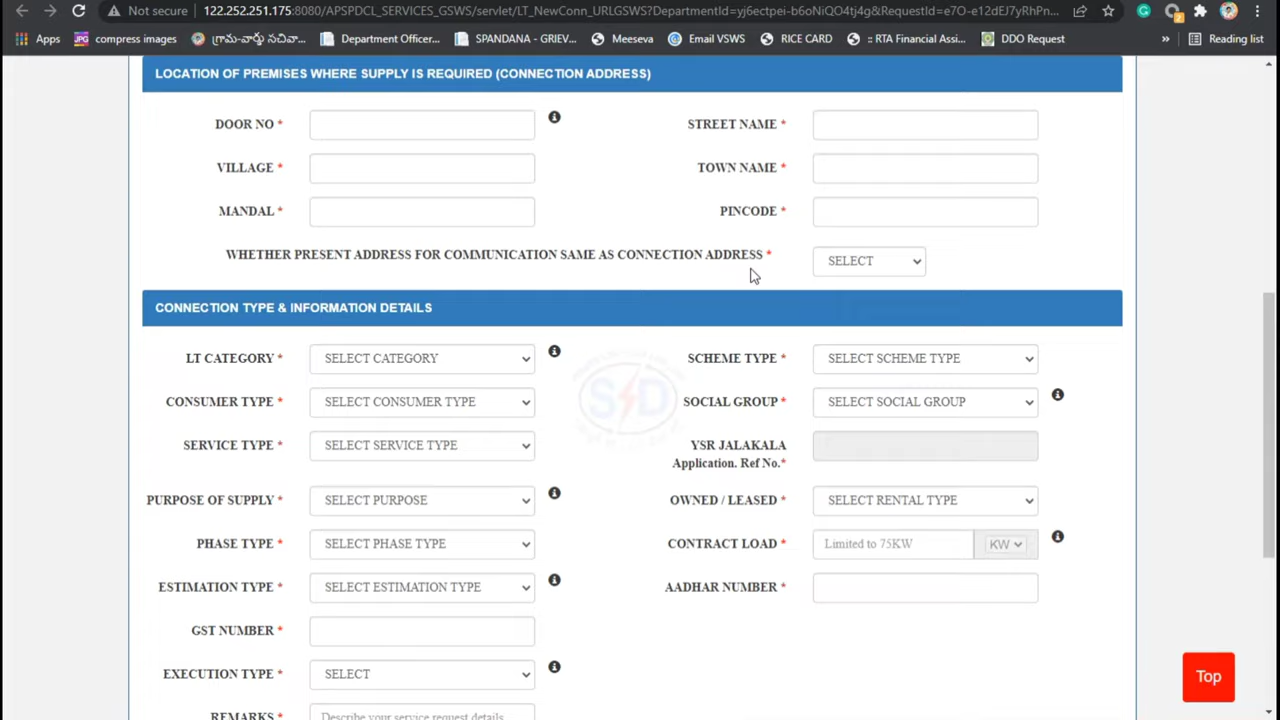 Not secure 122.252.251.175:8080/APSPDCL_SERVICES_GSWS/servlet/LT_NewConn_URLGSWS?DepartmentId=yj6ectpei-b6oNiQO4tj4g&RequestId=e7O-e12dEJ7yRhPn... 2
Apps JPG compress images గ్రామ-వార్డు సచివా... Department Officer... SPANDANA - GRIEV... Meeseva Email VSWS RICE CARD :: RTA Financial Assi... DDO Request » Reading list
LOCATION OF PREMISES WHERE SUPPLY IS REQUIRED (CONNECTION ADDRESS)
DOOR NO * STREET NAME *
VILLAGE * TOWN NAME *
MANDAL * PINCODE *
WHETHER PRESENT ADDRESS FOR COMMUNICATION SAME AS CONNECTION ADDRESS * SELECT
CONNECTION TYPE & INFORMATION DETAILS
LT CATEGORY * SELECT CATEGORY SCHEME TYPE * SELECT SCHEME TYPE
CONSUMER TYPE * SELECT CONSUMER TYPE SOCIAL GROUP * SELECT SOCIAL GROUP
SERVICE TYPE * SELECT SERVICE TYPE YSR JALAKALA
Application. Ref No.*
PURPOSE OF SUPPLY * SELECT PURPOSE OWNED / LEASED * SELECT RENTAL TYPE
PHASE TYPE * SELECT PHASE TYPE CONTRACT LOAD * Limited to 75KW KW
ESTIMATION TYPE * SELECT ESTIMATION TYPE AADHAR NUMBER *
GST NUMBER *
EXECUTION TYPE * SELECT
Top
REMARKS * Describe your service request details